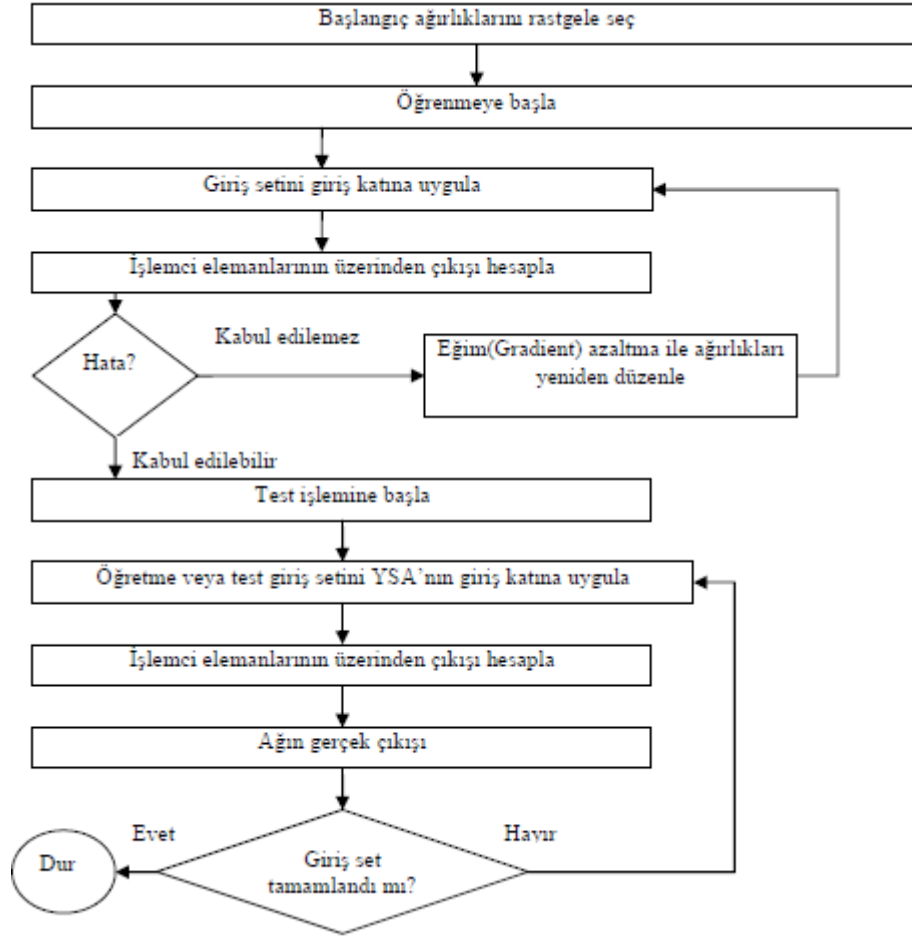 Başlangıç ağırlıklarını rastgele seç
Öğrenmeye başla
Giriş setini giriş katına uygula
İşlemci elemanlarının üzerinden çıkışı hesapla
Hata?
Kabul edilemez
Eğim(Gradient) azaltma ile ağırlıkları
yeniden düzenle
Kabul edilebilir
Test işlemine başla
Öğretme veya test giriş setini YSA’nın giriş katına uygula
İşlemci elemanlarının üzerinden çıkışı hesapla
Ağın gerçek çıkışı
Evet
Hayır
Dur
Giriş set
tamamlandı mı?